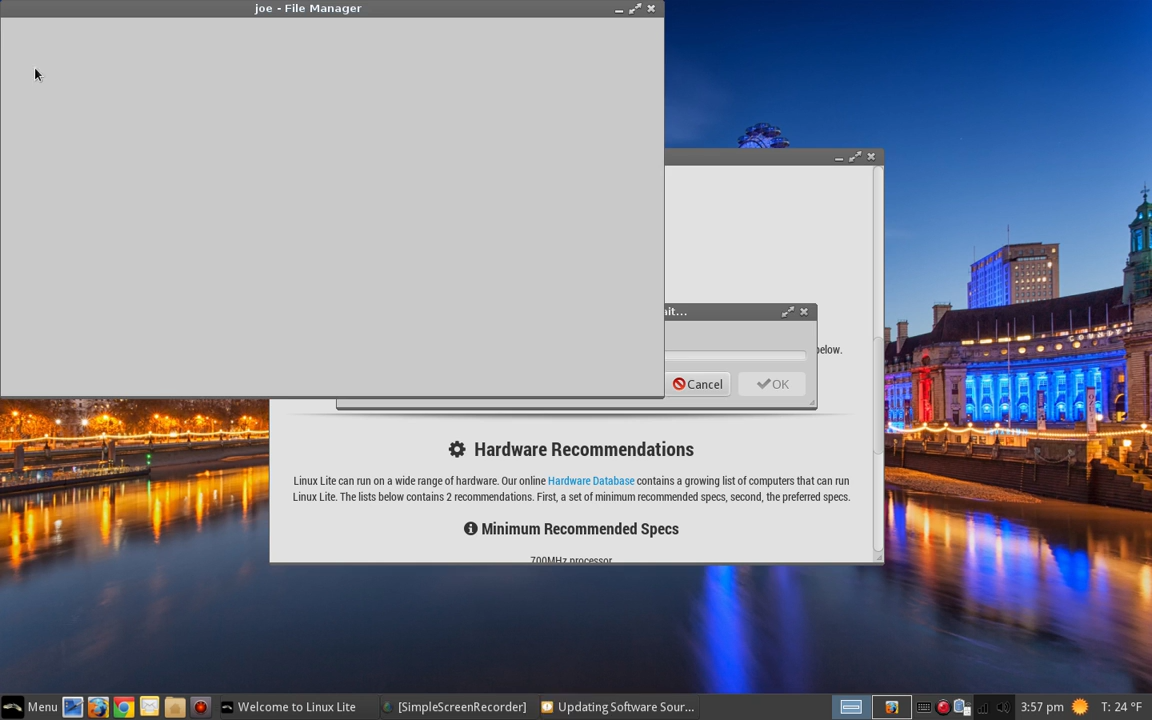 joe - File Manager
ait...
below.
Cancel
OK
Hardware Recommendations
Linux Lite can run on a wide range of hardware. Our online Hardware Database contains a growing list of computers that can run
Linux Lite. The lists below contains 2 recommendations. First, a set of minimum recommended specs, second, the preferred specs.
Minimum Recommended Specs
700MHz processor
Menu
Welcome to Linux Lite
[SimpleScreenRecorder]
Updating Software Sour...
3:57 pm
T: 24 °F